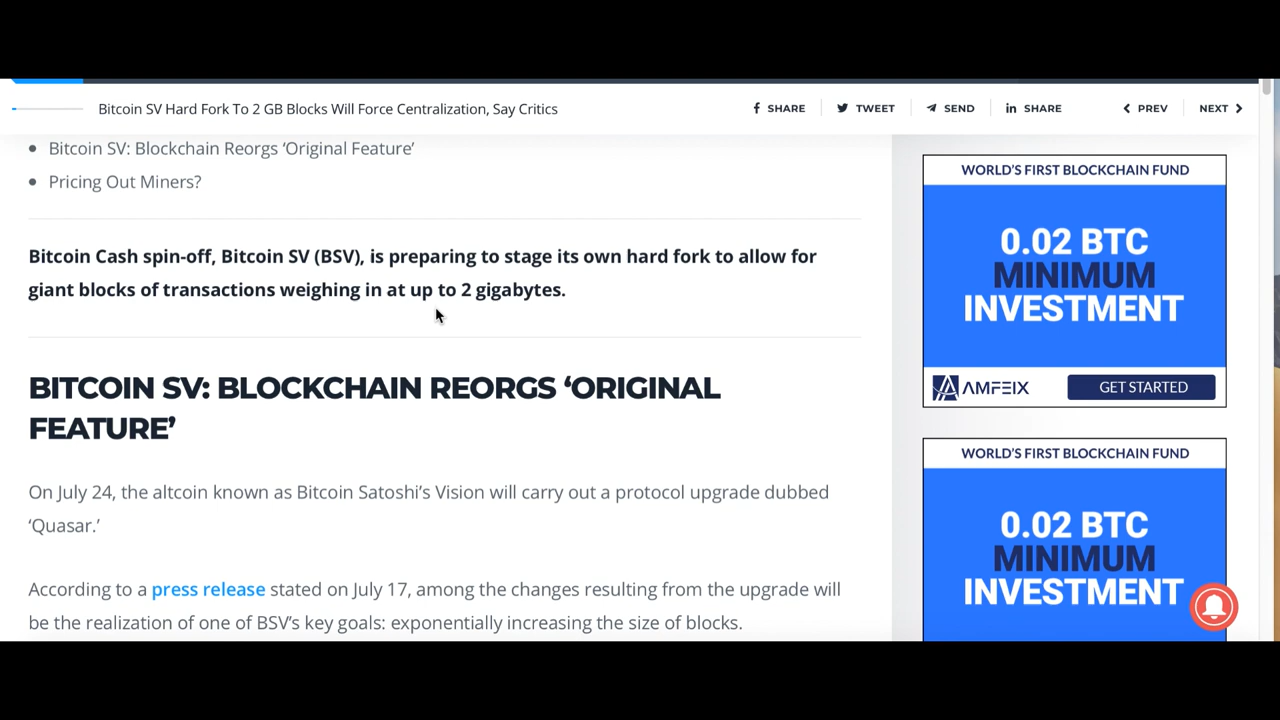 Bitcoin SV Hard Fork To 2 GB Blocks Will Force Centralization, Say Critics
SHARE
TWEET
SEND
SHARE
PREV
NEXT
Bitcoin SV: Blockchain Reorgs ‘Original Feature’
Pricing Out Miners?
Bitcoin Cash spin-off, Bitcoin SV (BSV), is preparing to stage its own hard fork to allow for
giant blocks of transactions weighing in at up to 2 gigabytes.
BITCOIN SV: BLOCKCHAIN REORGS ‘ORIGINAL
FEATURE’
On July 24, the altcoin known as Bitcoin Satoshi’s Vision will carry out a protocol upgrade dubbed
‘Quasar.’
According to a press release stated on July 17, among the changes resulting from the upgrade will
be the realization of one of BSV’s key goals: exponentially increasing the size of blocks.
WORLD’S FIRST BLOCKCHAIN FUND
0.02 BTC
MINIMUM
INVESTMENT
AMFEIX
GET STARTED
WORLD’S FIRST BLOCKCHAIN FUND
0.02 BTC
MINIMUM
INVESTMENT